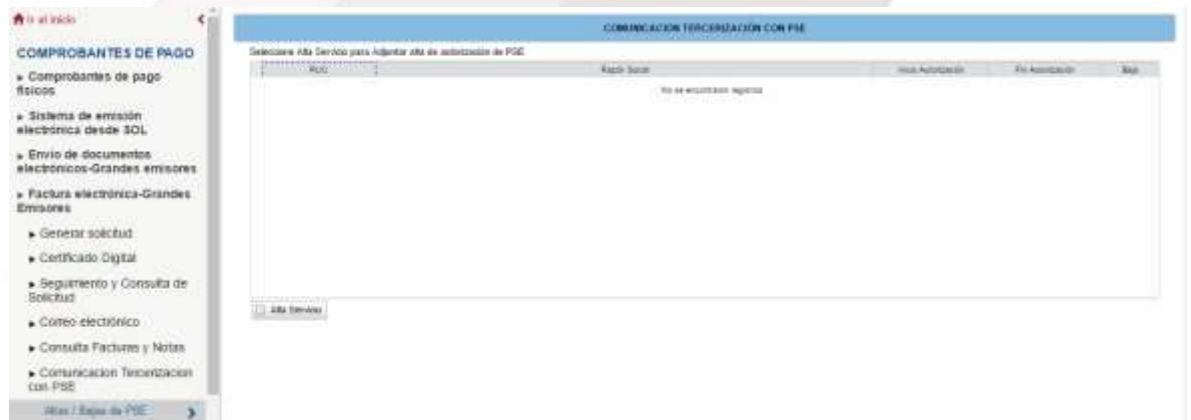 Ir al inicio
COMPROBANTES DE PAGO
Comprobantes de pago
físicos
Sistema de emisión
electrónica desde SOL
Envío de documentos
electrónicos-Grandes emisores
Factura electrónica-Grandes
Emisores
Generar solicitud
Certificado Digital
Seguimiento y Consulta de
Solicitud
Correo electrónico
Consulta Facturas y Notas
Comunicacion Tercerizacion
con PSE
Altas / Bajas de PSE
COMUNICACION TERCERIZACIÓN CON PSE
Seleccione Alta Servicio para Adjuntar alta de autorización de PSE
RUC
Razón Social
Inicio Autorización
Fin Autorización
Baja
No se encontraron registros
Alta Servicio